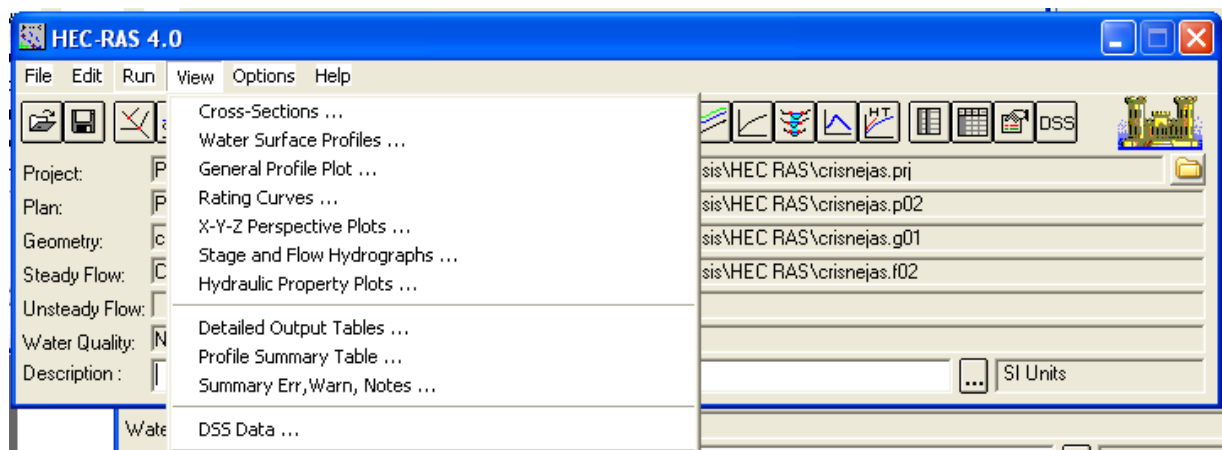 HEC-RAS 4.0
File Edit Run View Options Help
Cross-Sections ...
Water Surface Profiles ...
General Profile Plot ...
Rating Curves ...
X-Y-Z Perspective Plots ...
Stage and Flow Hydrographs ...
Hydraulic Property Plots ...
Detailed Output Tables ...
Profile Summary Table ...
Summary Err,Warn, Notes ...
DSS Data ...
HT DSS
Project: P sis\HEC RAS\crisnejas.prj
Plan: P sis\HEC RAS\crisnejas.p02
Geometry: c sis\HEC RAS\crisnejas.g01
Steady Flow: C sis\HEC RAS\crisnejas.f02
Unsteady Flow:
Water Quality: N
Description : ... SI Units
Wate